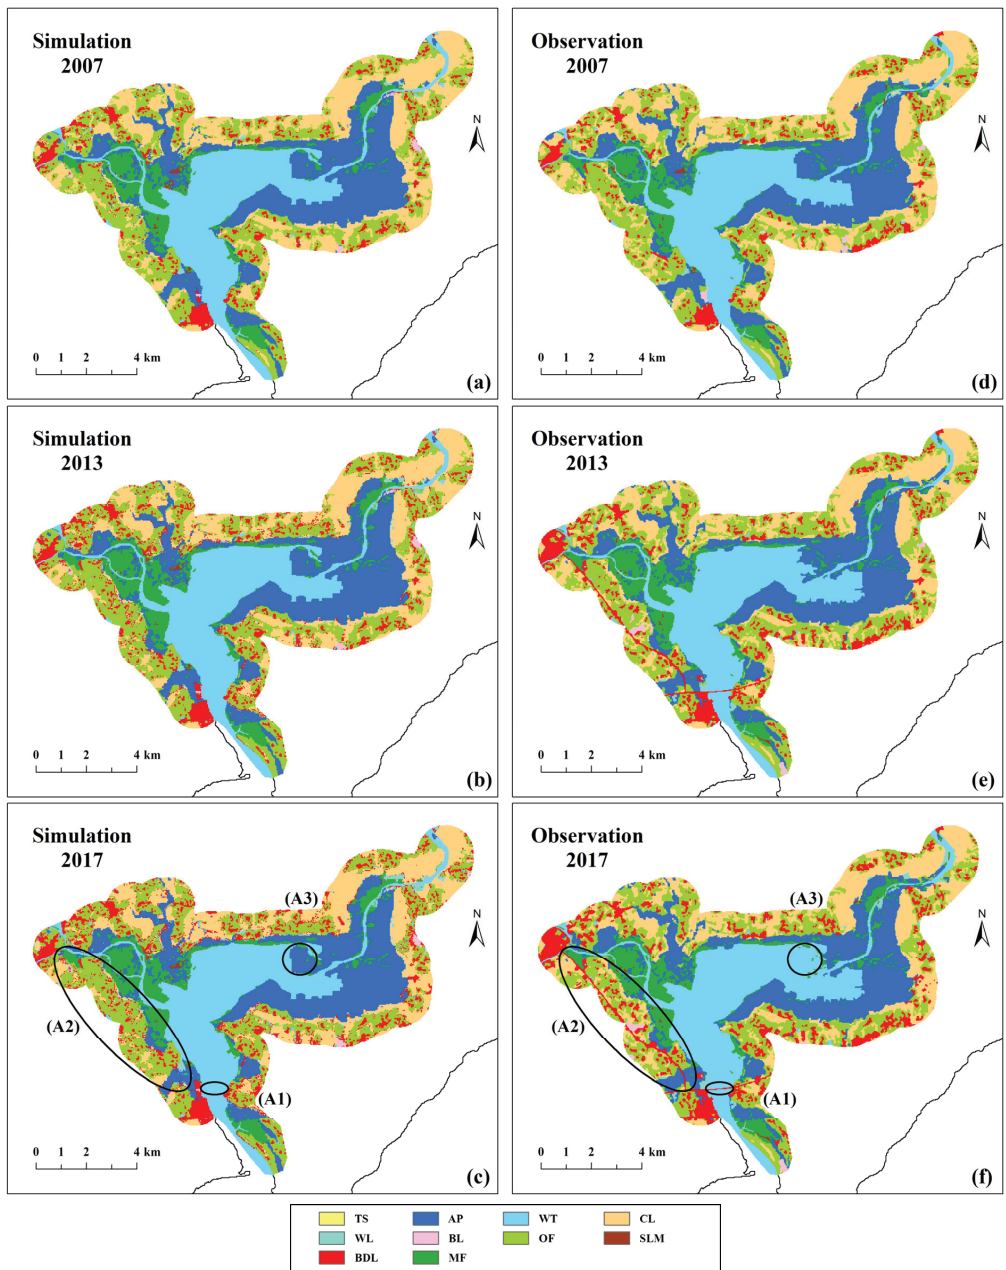 Simulation
2007
N
0 1 2 4 km
(a)
Observation
2007
N
0 1 2 4 km
(d)
Simulation
2013
N
0 1 2 4 km
(b)
Observation
2013
N
0 1 2 4 km
(e)
Simulation
2017
(A3)
N
(A2)
(A1)
0 1 2 4 km
(c)
Observation
2017
(A3)
N
(A2)
(A1)
0 1 2 4 km
(f)
TS AP WT CL
WL BL OF SLM
BDL MF